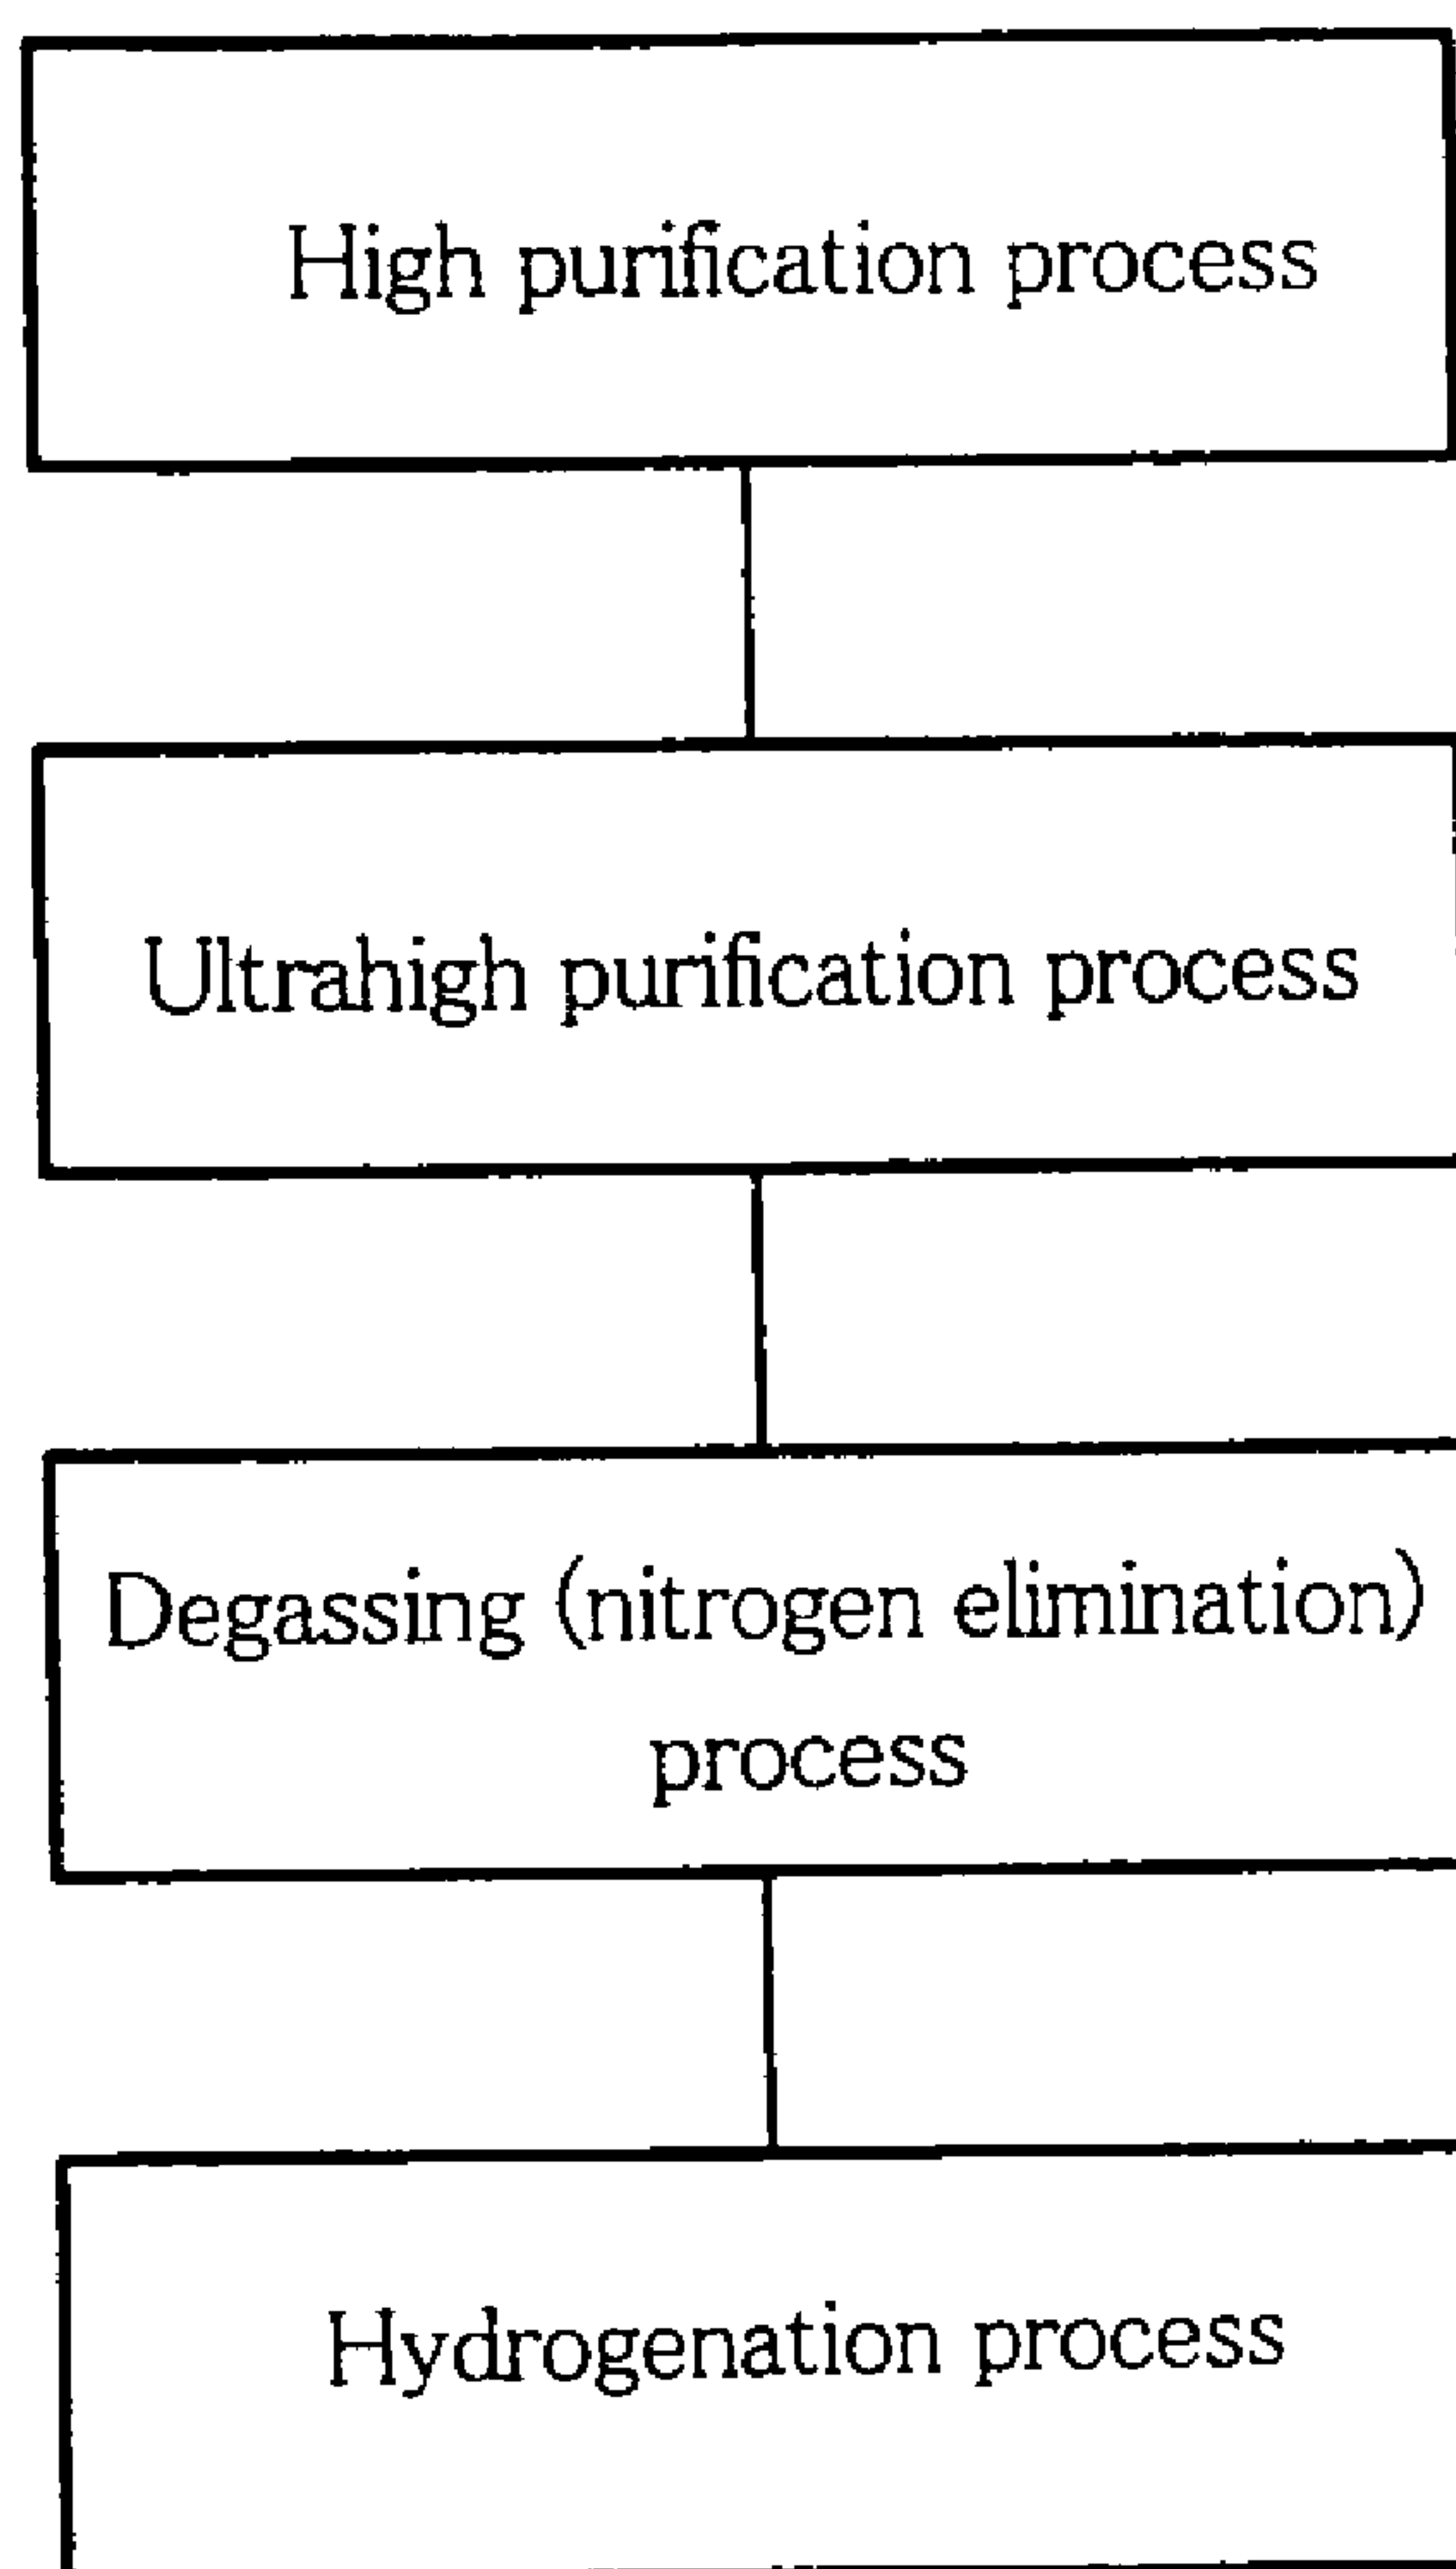 High purification process
Ultrahigh purification process
Degassing (nitrogen elimination)
process
Hydrogenation process